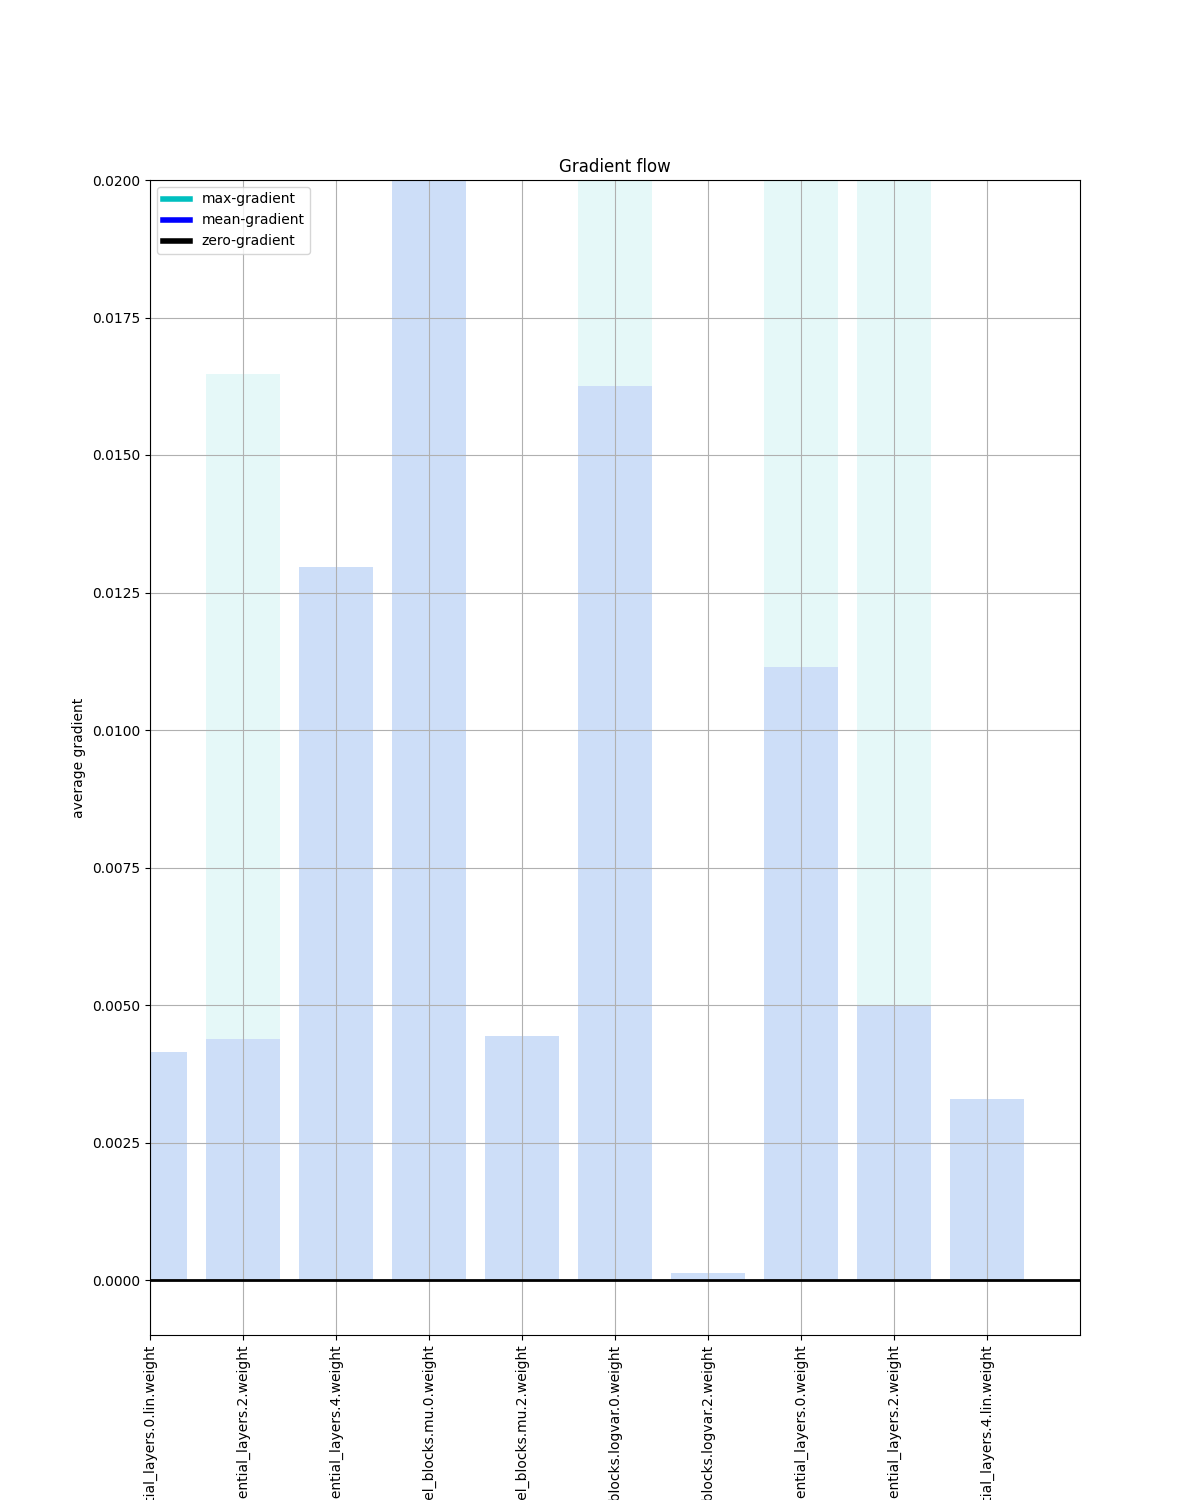 Gradient flow
max-gradient
mean-gradient
zero-gradient
0.0200
0.0175
0.0150
0.0125
0.0100
0.0075
0.0050
0.0025
0.0000
average gradient
tial_layers.0.lin.weight
ential_layers.2.weight
ential_layers.4.weight
el_blocks.mu.0.weight
el_blocks.mu.2.weight
blocks.logvar.0.weight
blocks.logvar.2.weight
ential_layers.0.weight
ential_layers.2.weight
tial_layers.4.lin.weight